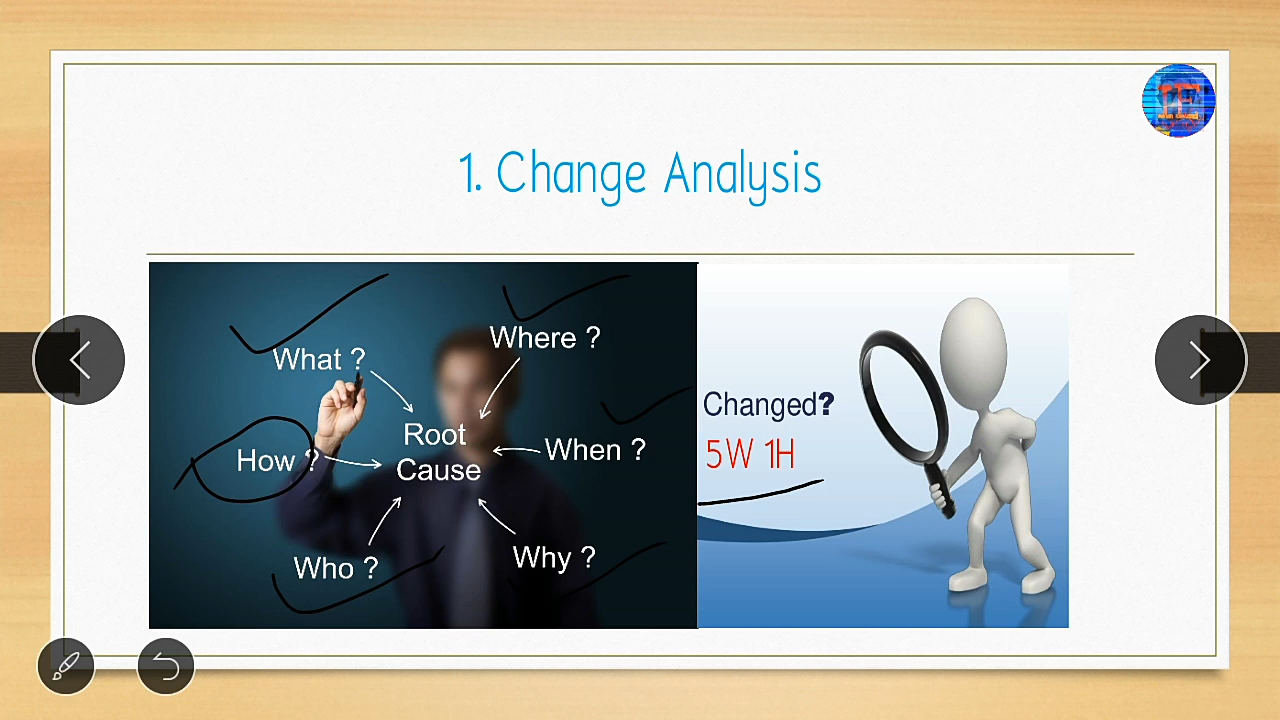 1. Change Analysis
What ?
Where ?
How ?
Root
Cause
When ?
Who ?
Why ?
Changed?
5W 1H